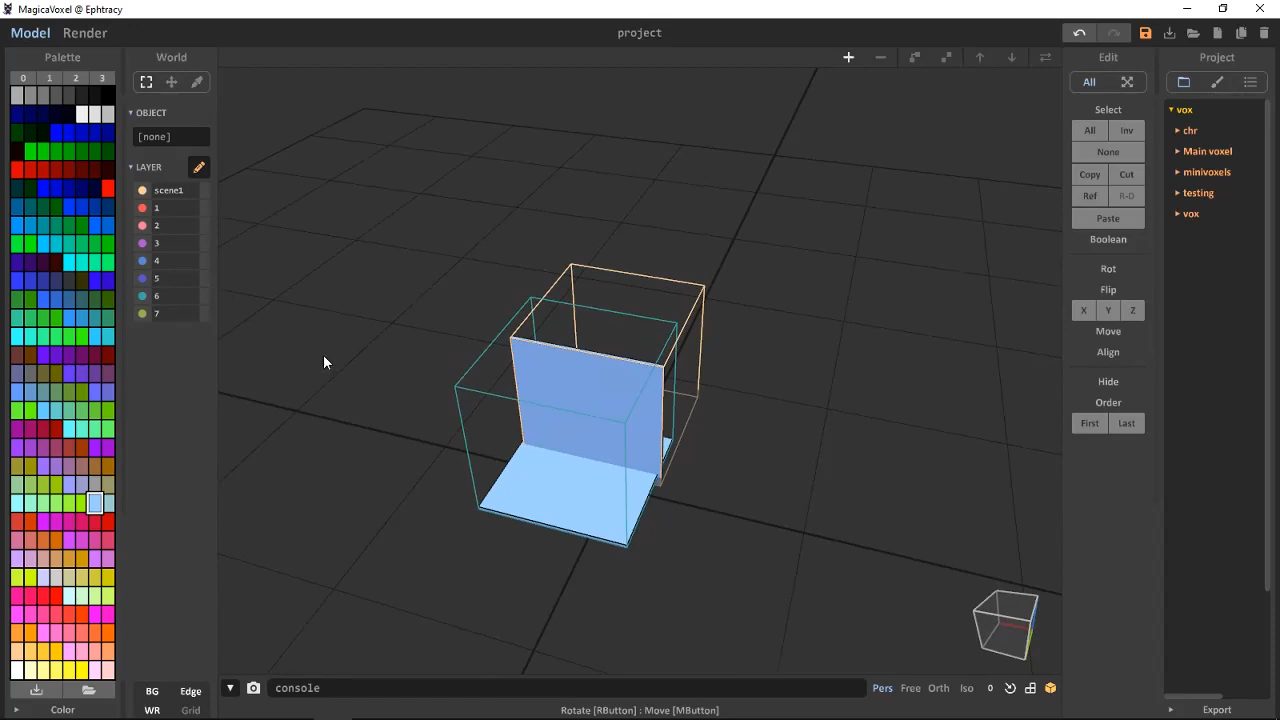 MagicaVoxel @ Ephtracy
Model Render
project
Palette
World
Edit
Project
0 1 2 3
All
OBJECT
[none]
LAYER
scene1
1
2
3
4
5
6
7
Select
All Inv
None
Copy Cut
Ref R-D
Paste
Boolean
Rot
Flip
X Y Z
Move
Align
Hide
Order
First Last
vox
chr
Main voxel
minivoxels
testing
vox
BG Edge
WR Grid
Color
console
Pers Free Orth Iso 0
Rotate [RButton] : Move [MButton]
Export